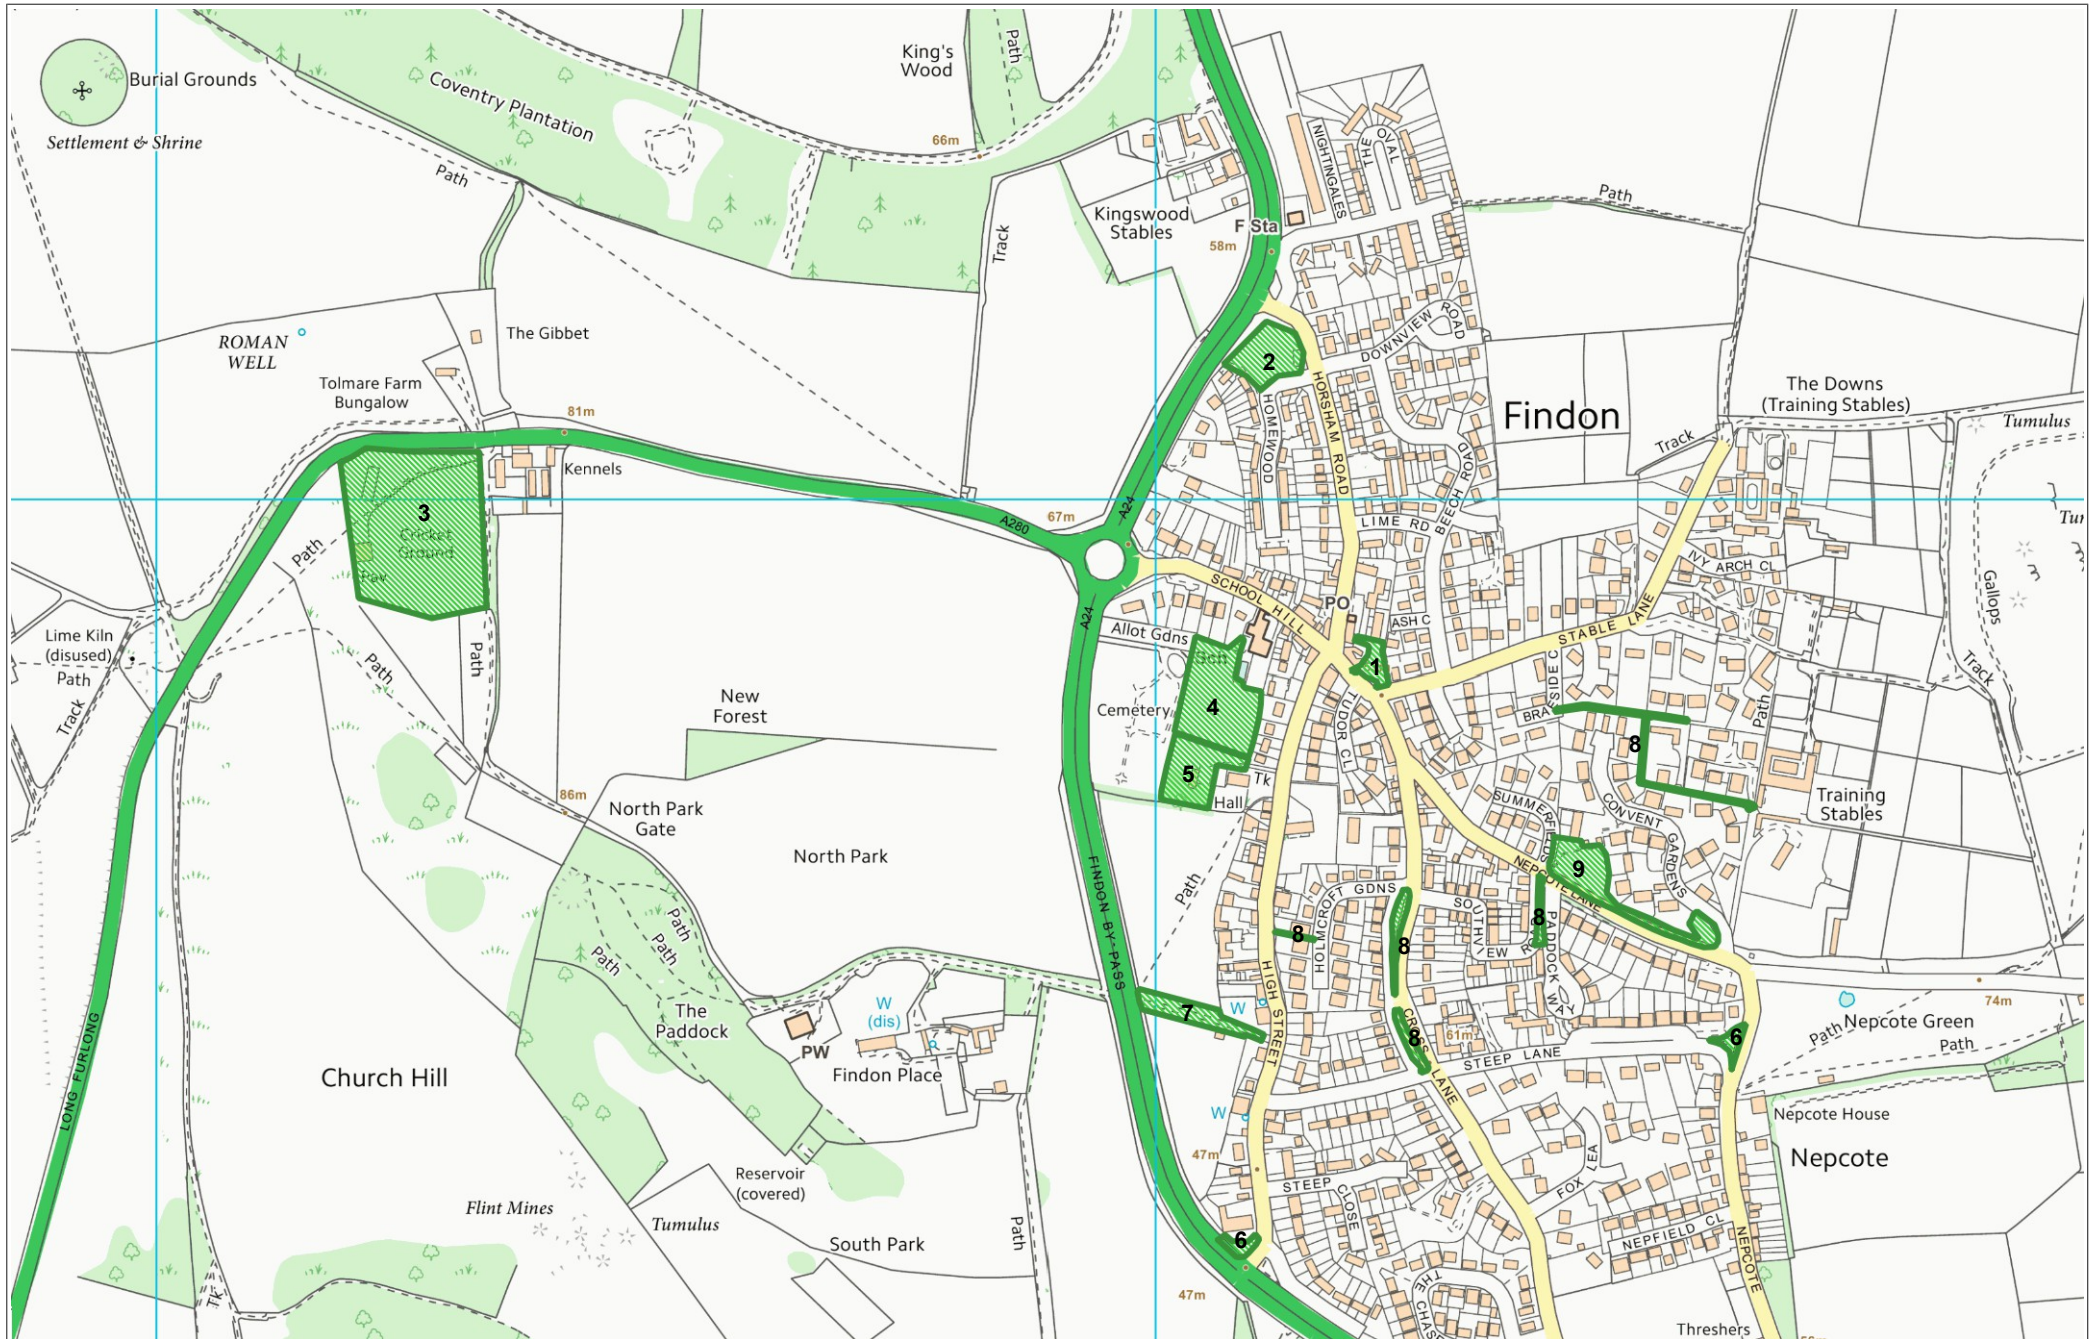 Burial Grounds
Settlement & Shrine
Coventry Plantation
King's
Wood
Path
66m
Path
Kingswood
Stables
F Sta
58m
NIGHTINGALES
THE
OVAL
Path
Track
ROMAN
WELL
The Gibbet
Tolmare Farm
Bungalow
81m
Kennels
2
HOMEWOOD
HORSHAM ROAD
DOWNVIEW
ROAD
BEECH ROAD
Findon
The Downs
(Training Stables)
Tumulus
Track
3
Cricket
Ground
Pav
Path
Path
Path
A280
67m
A24
A24
LIME RD
SCHOOL HILL
PO
ASH C
IVY ARCH CL
STABLE LANE
Gallops
Track
Lime Kiln
(disused)
Path
Track
Allot Gdns
Sch
4
5
Cemetery
Tk
Hall
1
TUDOR CL
BRAESIDE C
8
Path
Training
Stables
New
Forest
86m
North Park
Gate
North Park
SUMMERFIELDS
CONVENT
GARDENS
9
NEPCOTE LANE
FINDON BY PASS
Path
HOLMCROFT GDNS
8
8
SOUTHVIEW
8
PADDOCK WAY
Path
Path
Path
The
Paddock
W
(dis)
PW
Findon Place
7
W
HIGH STREET
8
CROSS LANE
61m
STEEP LANE
6
74m
Nepcote Green
Path
Path
LONG FURLONG
Church Hill
W
47m
Nepcote House
Nepcote
Reservoir
(covered)
Flint Mines
Tumulus
South Park
Path
STEEP CLOSE
FOX LEA
NEPFIELD CL
NEPCOTE
6
47m
THE
CHAS
Tk
Threshers